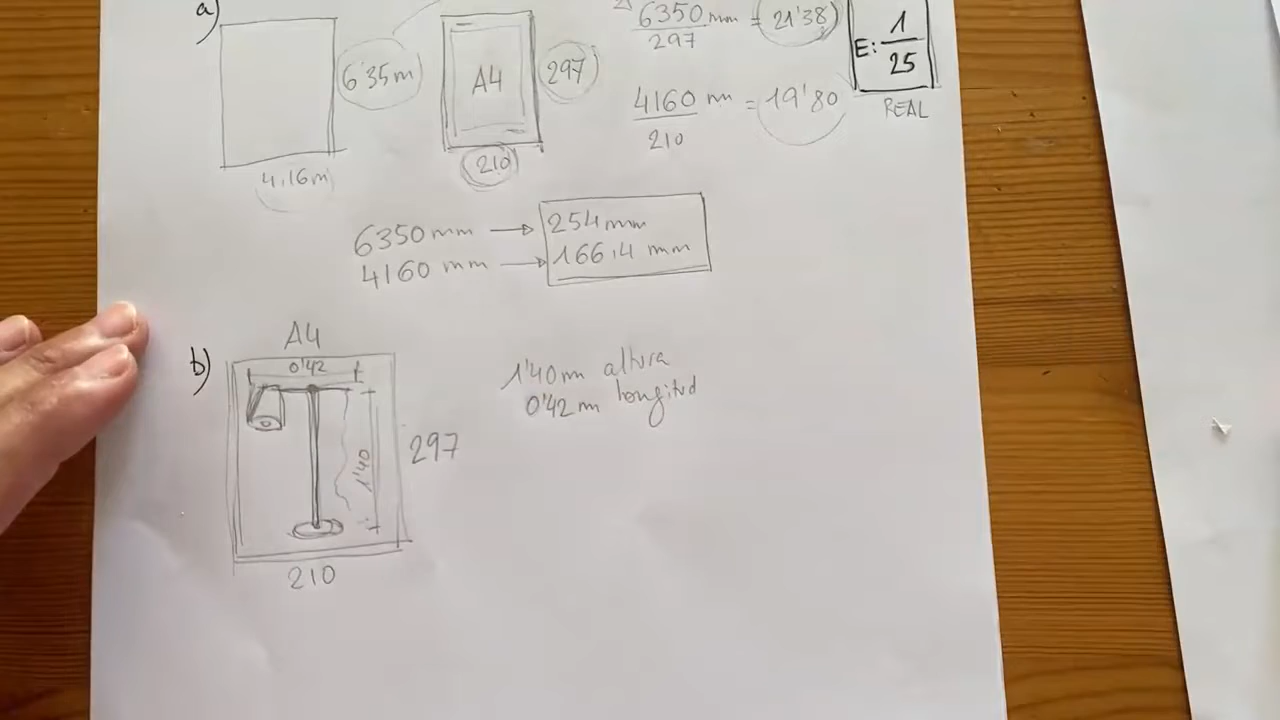 a)
6'35m
A4
297
4,16m
210
6350 mm = 21'38
297
4160 mm = 19'80
210
E: 1
25
REAL
6350 mm → 254 mm
4160 mm → 166,4 mm
b)
A4
0'42
1'40
297
210
1'40m altura
0'42 m longitud